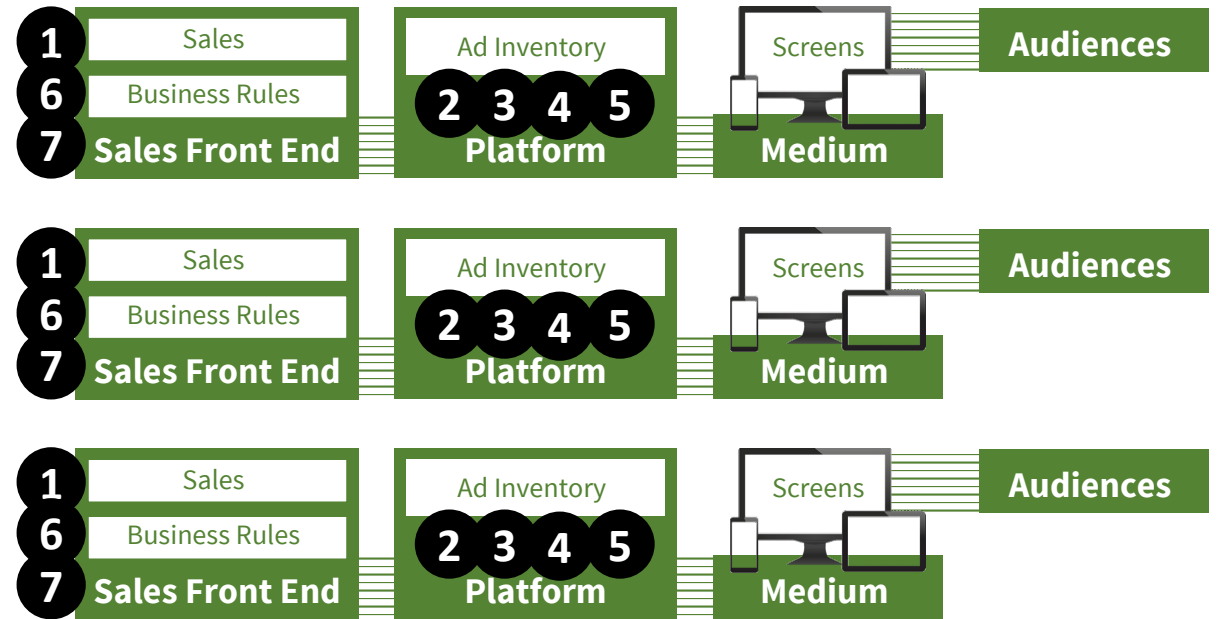 1 Sales
6 Business Rules
7 Sales Front End
Ad Inventory
2 3 4 5
Platform
Screens
Medium
Audiences
1 Sales
6 Business Rules
7 Sales Front End
Ad Inventory
2 3 4 5
Platform
Screens
Medium
Audiences
1 Sales
6 Business Rules
7 Sales Front End
Ad Inventory
2 3 4 5
Platform
Screens
Medium
Audiences